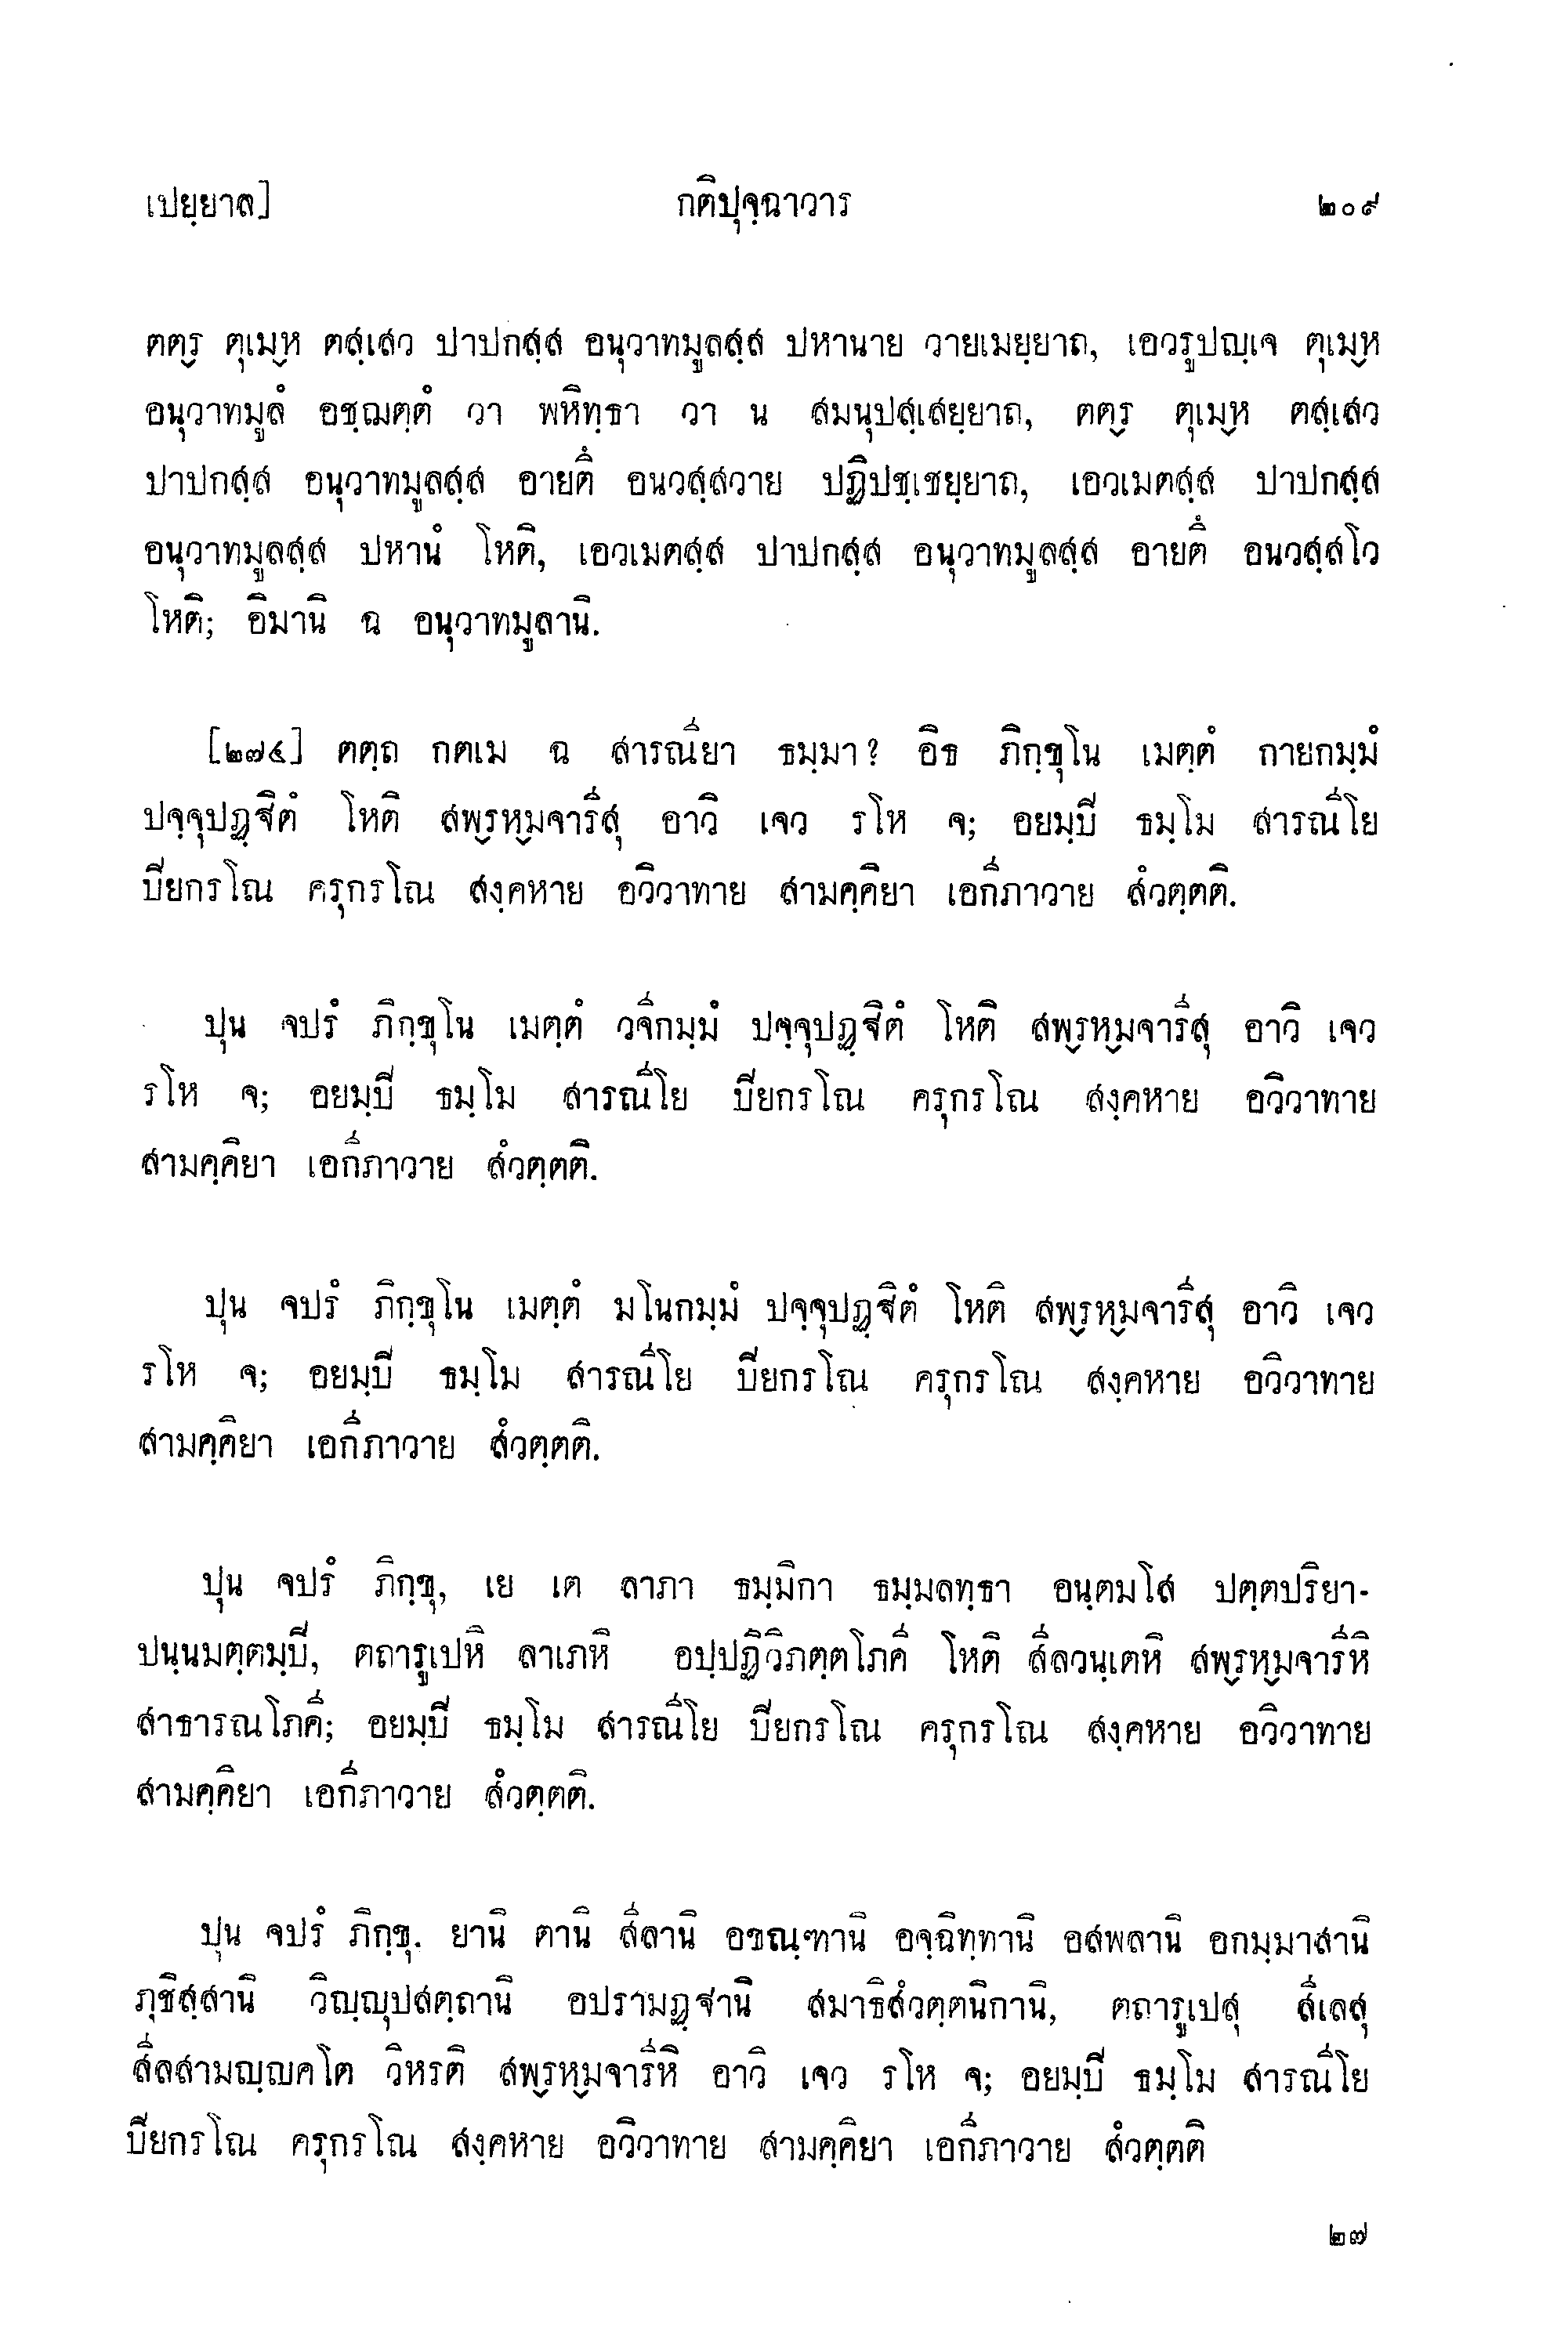 เปยฺยาล]
กติปุจฺฉาวาร
๒๐๙
ตตฺร ตุเมฺห ตสฺเสว ปาปกสฺส อนุวาทมูลสฺส ปหานาย วายเมยฺยาถ, เอวรูปญฺเจ ตุเมฺห
อนุวาทมูลํ อชฺฌตฺตํ วา พหิทฺธา วา น สมนุปสฺเสยฺยาถ, ตตฺร ตุเมฺห ตสฺเสว
ปาปกสฺส อนุวาทมูลสฺส อายตึ อนวสฺสวาย ปฏิปชฺเชยฺยาถ, เอวเมตสฺส ปาปกสฺส
อนุวาทมูลสฺส ปหานํ โหติ, เอวเมตสฺส ปาปกสฺส อนุวาทมูลสฺส อายตึ อนวสฺสโว
โหติ; อิมานิ ฉ อนุวาทมูลานิ.
[๒๗๔] ตตฺถ กตเม ฉ สารณียา ธมฺมา? อิธ ภิกฺขุโน เมตฺตํ กายกมฺมํ
ปจฺจุปฏฺฐิตํ โหติ สพฺรหฺมจารีสุ อาวิ เจว รโห จ; อยมฺปิ ธมฺโม สารณีโย
ปิยกรโณ ครุกรโณ สงฺคหาย อวิวาทาย สามคฺคิยา เอกีภาวาย สํวตฺตติ.
ปุน จปรํ ภิกฺขุโน เมตฺตํ วจีกมฺมํ ปจฺจุปฏฺฐิตํ โหติ สพฺรหฺมจารีสุ อาวิ เจว
รโห จ; อยมฺปิ ธมฺโม สารณีโย ปิยกรโณ ครุกรโณ สงฺคหาย อวิวาทาย
สามคฺคิยา เอกีภาวาย สํวตฺตติ.
ปุน จปรํ ภิกฺขุโน เมตฺตํ มโนกมฺมํ ปจฺจุปฏฺฐิตํ โหติ สพฺรหฺมจารีสุ อาวิ เจว
รโห จ; อยมฺปิ ธมฺโม สารณีโย ปิยกรโณ ครุกรโณ สงฺคหาย อวิวาทาย
สามคฺคิยา เอกีภาวาย สํวตฺตติ.
ปุน จปรํ ภิกฺขุ, เย เต ลาภา ธมฺมิกา ธมฺมลทฺธา อนฺตมโส ปตฺตปริยา-
ปนฺนมตฺตมฺปิ, ตถารูเปหิ ลาเภหิ อปฺปฏิวิภตฺตโภคี โหติ สีลวนฺเตหิ สพฺรหฺมจารีหิ
สาธารณโภคี; อยมฺปิ ธมฺโม สารณีโย ปิยกรโณ ครุกรโณ สงฺคหาย อวิวาทาย
สามคฺคิยา เอกีภาวาย สํวตฺตติ.
ปุน จปรํ ภิกฺขุ. ยานิ ตานิ สีลานิ อขณฺฑานิ อจฺฉิทฺทานิ อสพลานิ อกมฺมาสานิ
ภุชิสฺสานิ วิญฺญุปสตฺถานิ อปรามฏฺฐานิ สมาธิสํวตฺตนิกานิ, ตถารูเปสุ สีเลสุ
สีลสามญฺญคโต วิหรติ สพฺรหฺมจารีหิ อาวิ เจว รโห จ; อยมฺปิ ธมฺโม สารณีโย
ปิยกรโณ ครุกรโณ สงฺคหาย อวิวาทาย สามคฺคิยา เอกีภาวาย สํวตฺตติ
๒๗